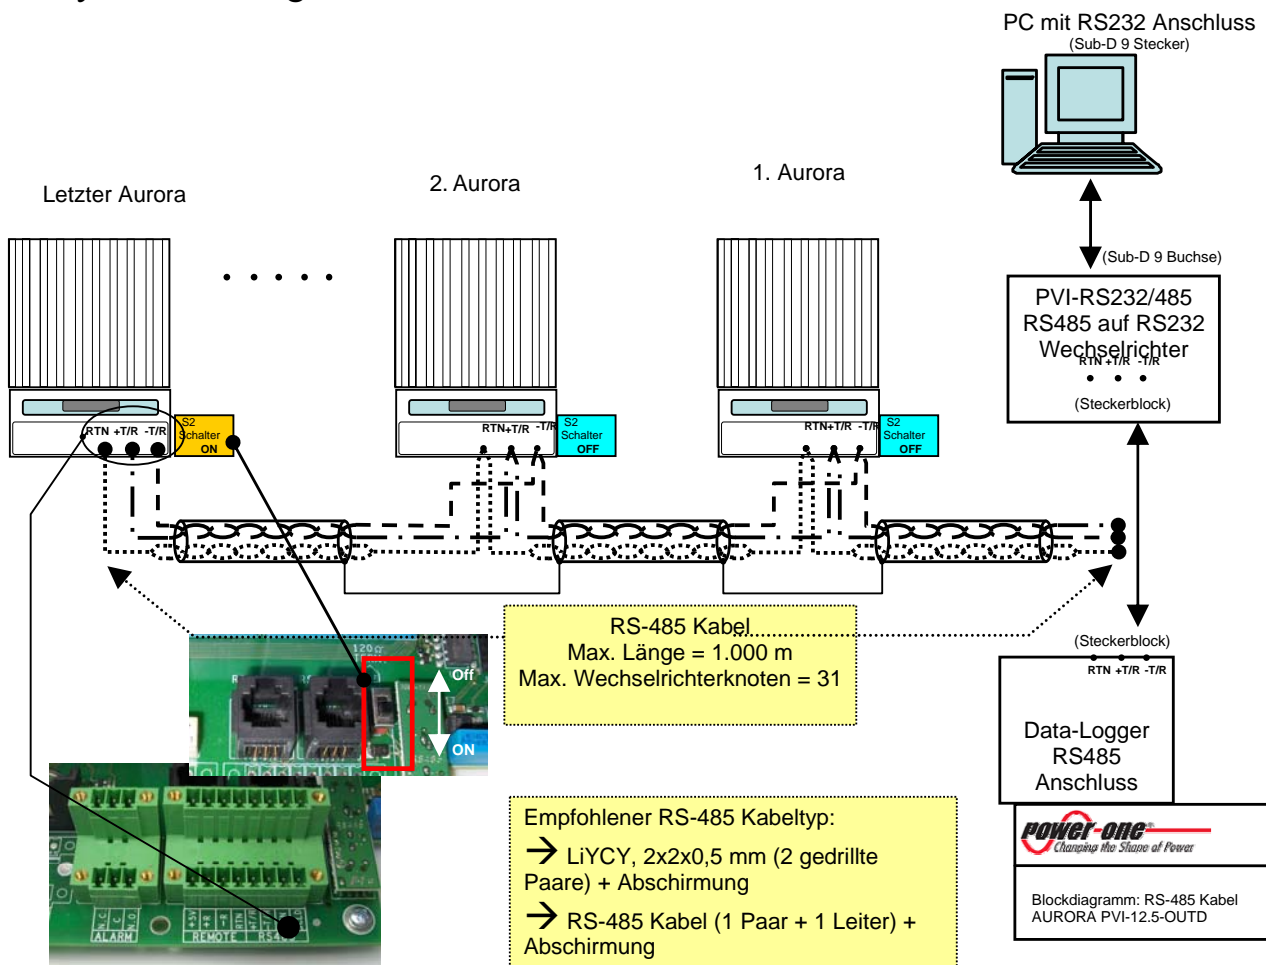 PC mit RS232 Anschluss
(Sub-D 9 Stecker)
Letzter Aurora
2. Aurora
1. Aurora
(Sub-D 9 Buchse)
PVI-RS232/485
RS485 auf RS232
Wechselrichter
RTN +T/R -T/R
(Steckerblock)
RTN +T/R -T/R
S2
Schalter
ON
RTN+T/R -T/R
S2
Schalter
OFF
RTN+T/R -T/R
S2
Schalter
OFF
RS-485 Kabel
Max. Länge = 1.000 m
Max. Wechselrichterknoten = 31
120Ω
Off
ON
(Steckerblock)
RTN +T/R -T/R
Data-Logger
RS485
Anschluss
Empfohlener RS-485 Kabeltyp:
→ LiYCY, 2x2x0,5 mm (2 gedrillte
Paare) + Abschirmung
→ RS-485 Kabel (1 Paar + 1 Leiter) +
Abschirmung
N.C
C
N.O
ALARM
+5V
+R
-R
RTN
+T/R
REMOTE
power-one
Changing the Shape of Power
Blockdiagramm: RS-485 Kabel
AURORA PVI-12.5-OUTD